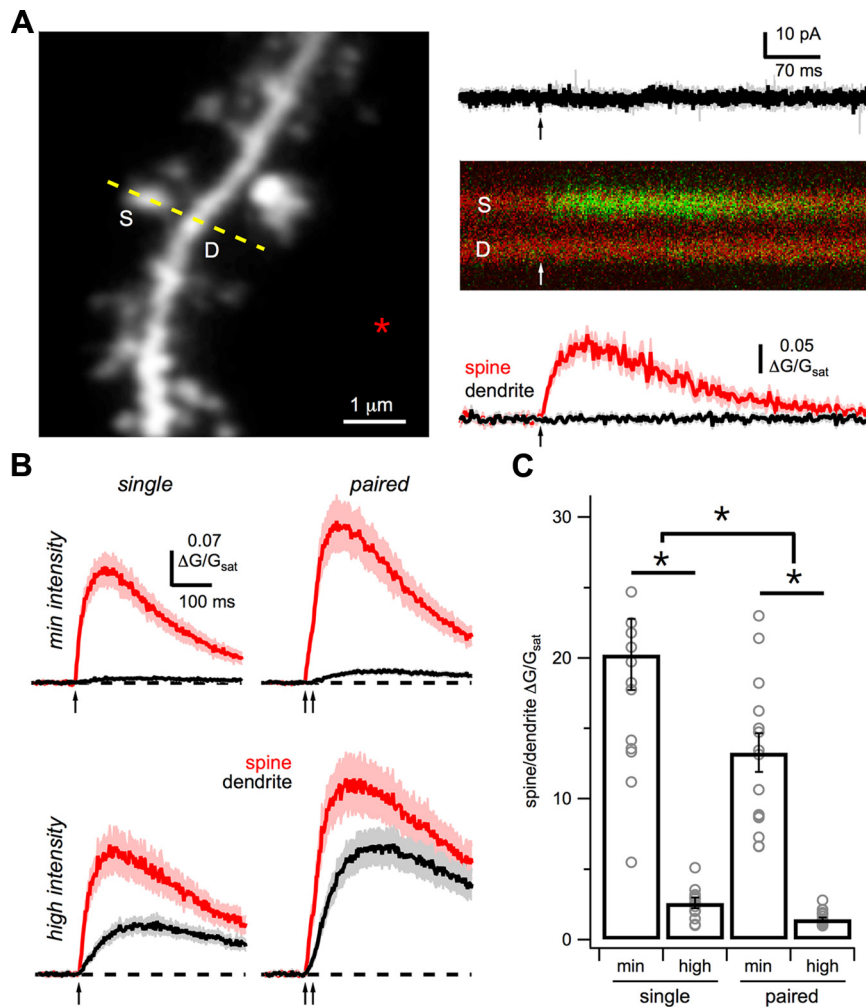 A
S
D
*
1 μm
10 pA
70 ms
S
D
0.05
ΔG/Gsat
spine
dendrite
B
single
paired
min intensity
0.07
ΔG/Gsat
100 ms
high intensity
spine
dendrite
C
spine/dendrite ΔG/Gsat
30
20
10
0
*
*
*
min
high
min
high
single
paired